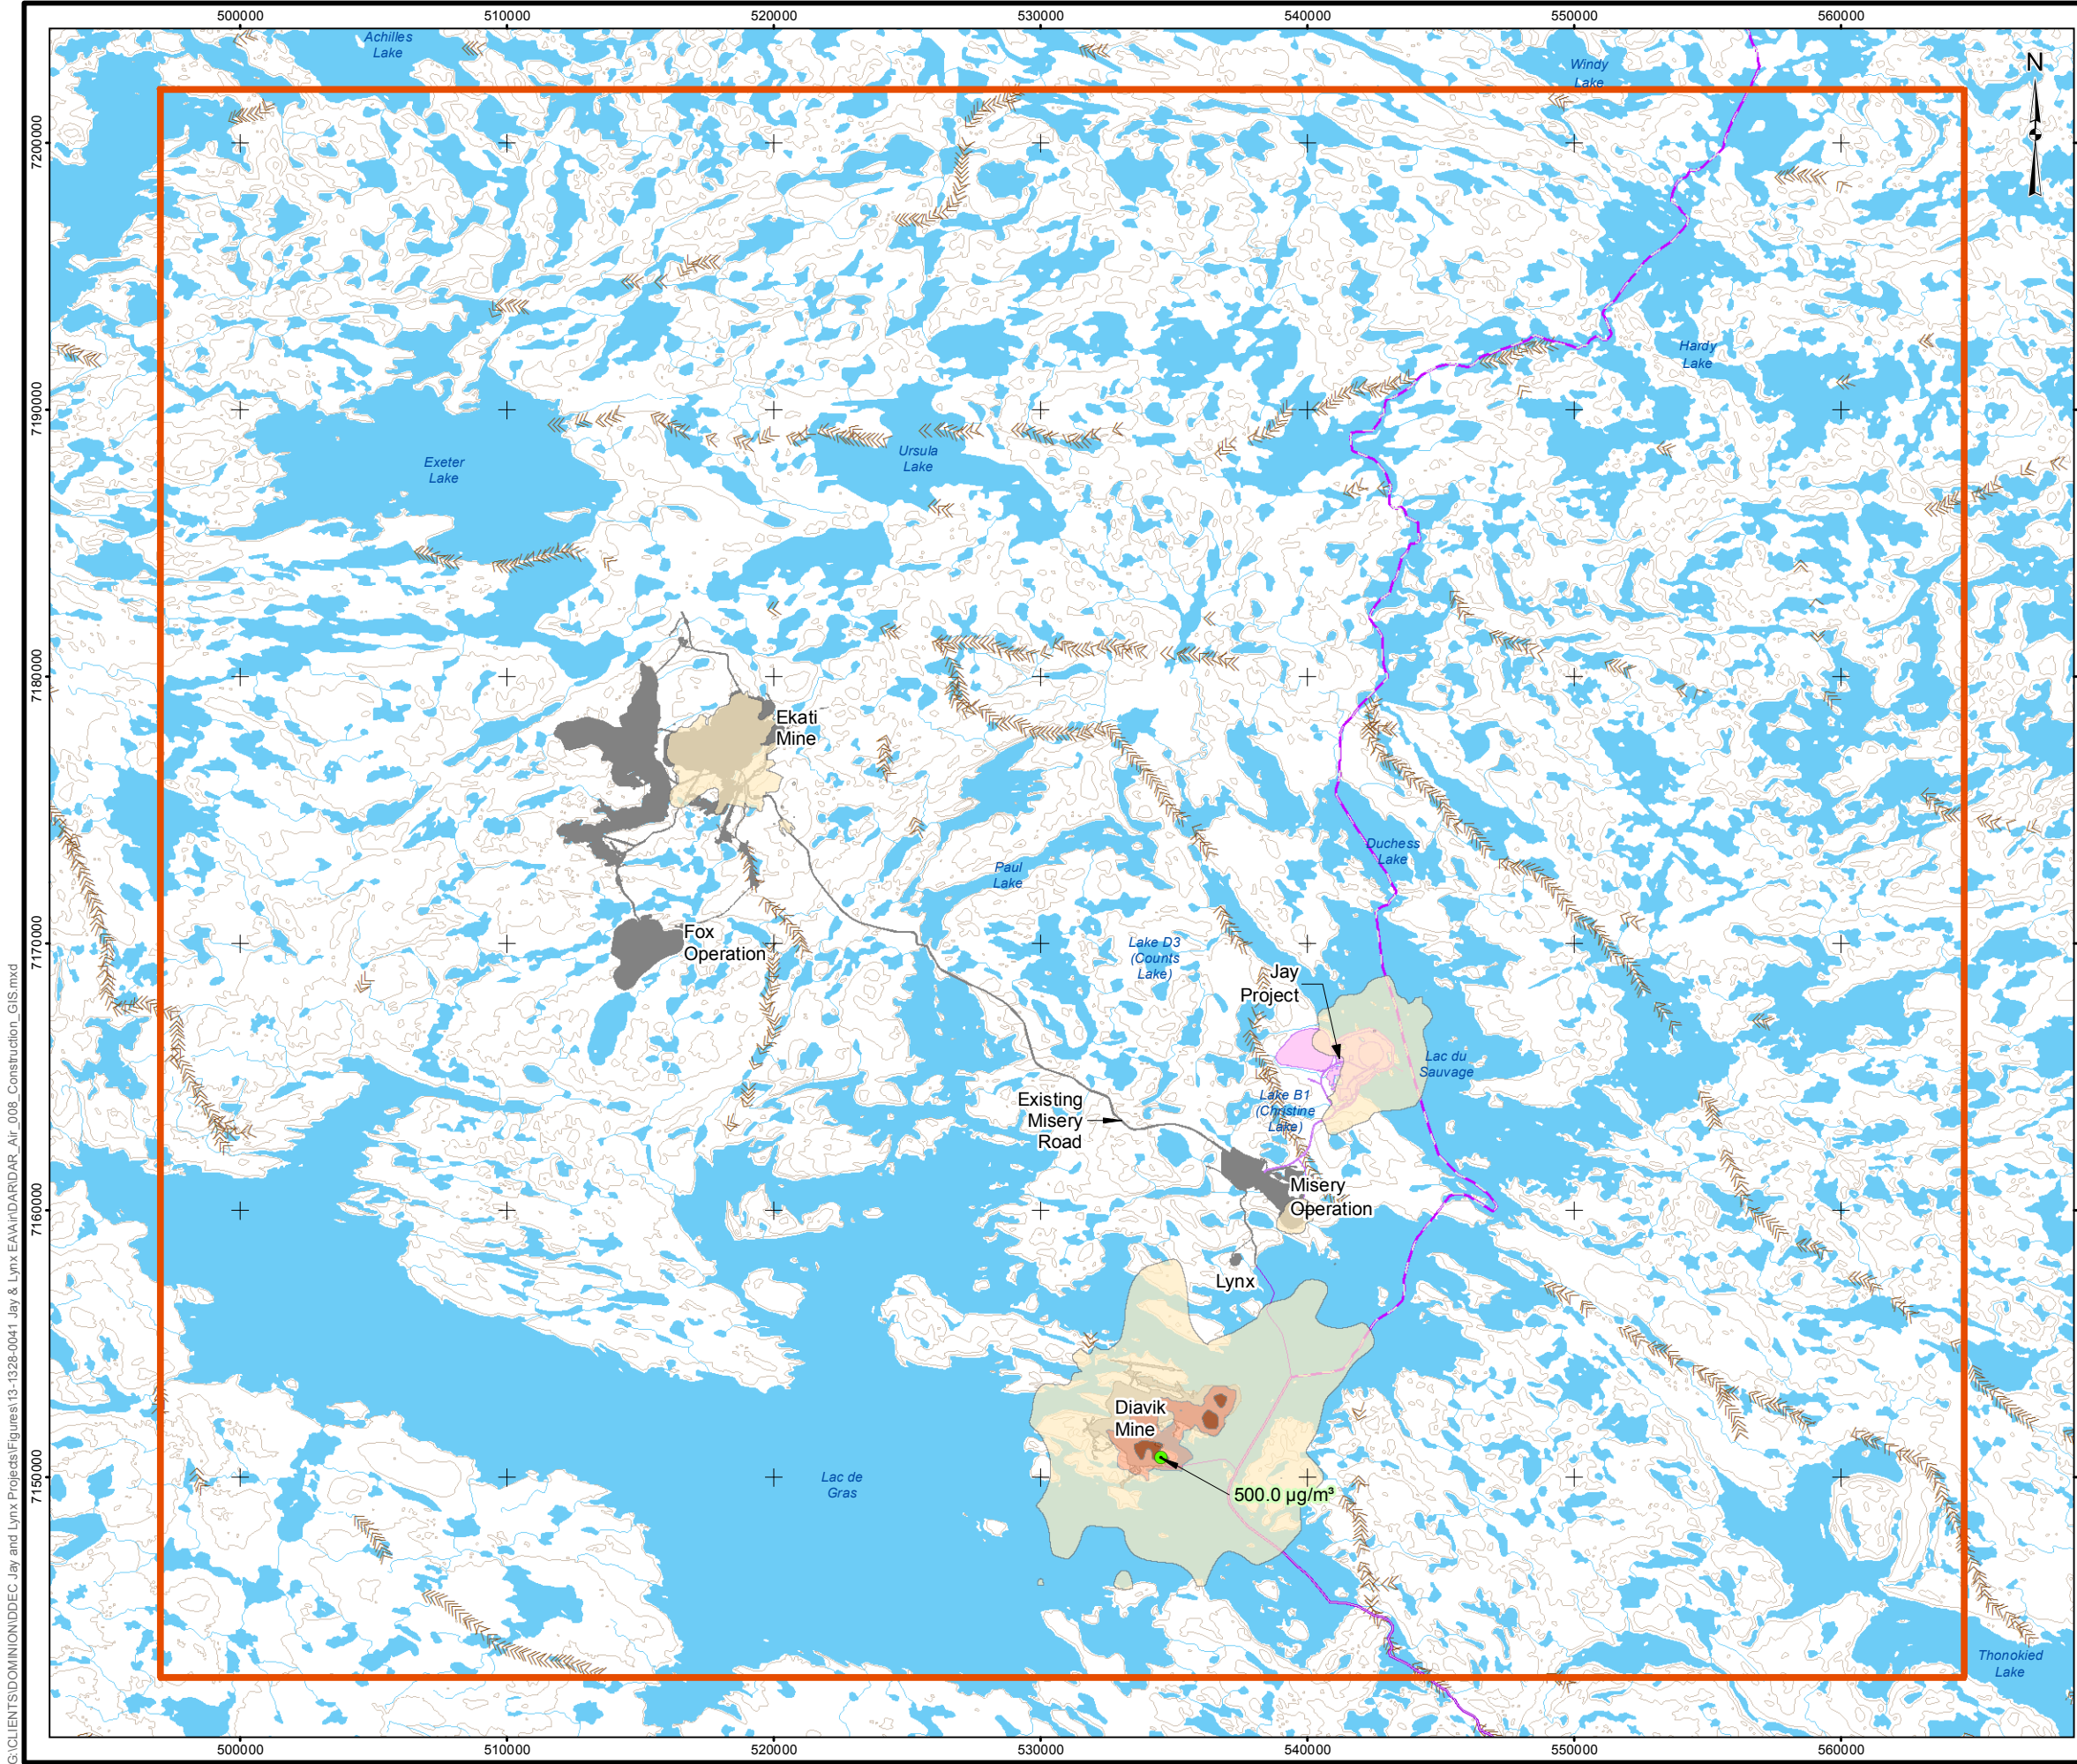 500000 510000 520000 530000 540000 550000 560000
Achilles
Lake
Windy
Lake
N
7200000
Hardy
Lake
7190000
Exeter
Lake
Ursula
Lake
7180000
Ekati
Mine
Duchess
Lake
Paul
Lake
7170000
Fox
Operation
Lake D3
(Counts
Lake)
Jay
Project
Lac du
Sauvage
Existing
Misery
Road
Lake B1
(Christine
Lake)
7160000
Misery
Operation
Lynx
Diavik
Mine
7150000
Lac de
Gras
500.0 µg/m³
Thonokied
Lake
500000 510000 520000 530000 540000 550000 560000
G:\CLIENTS\DOMINION\DDEC Jay and Lynx Projects\Figures\13-1328-0041 Jay & Lynx EA\Air\DAR\DAR_Air_008_Construction_GIS.mxd